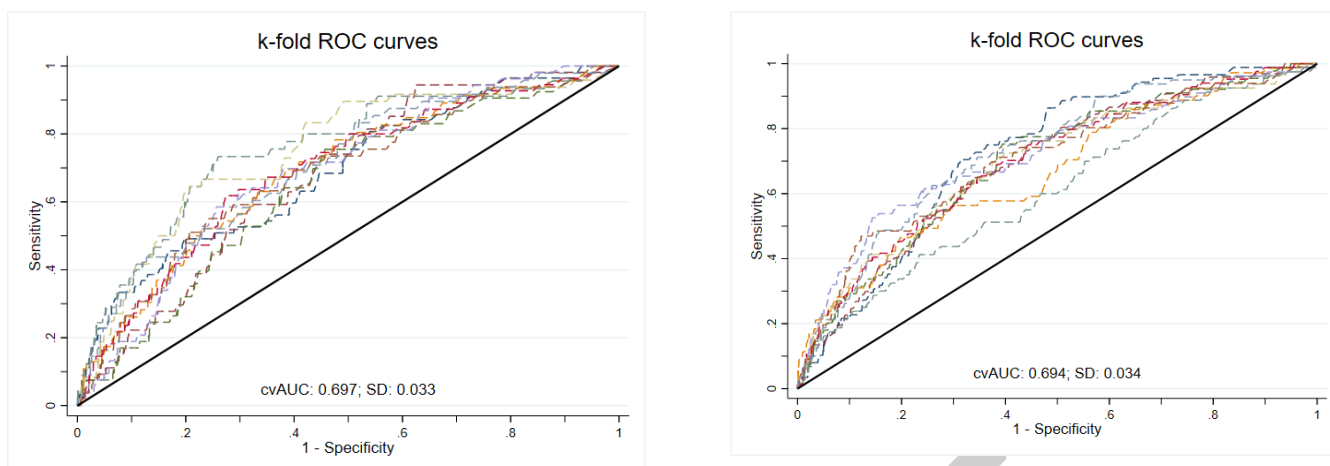 k-fold ROC curves
Sensitivity
1
.8
.6
.4
.2
0
cvAUC: 0.697; SD: 0.033
0 .2 .4 .6 .8 1
1 - Specificity
k-fold ROC curves
Sensitivity
1
.8
.6
.4
.2
0
cvAUC: 0.694; SD: 0.034
0 .2 .4 .6 .8 1
1 - Specificity